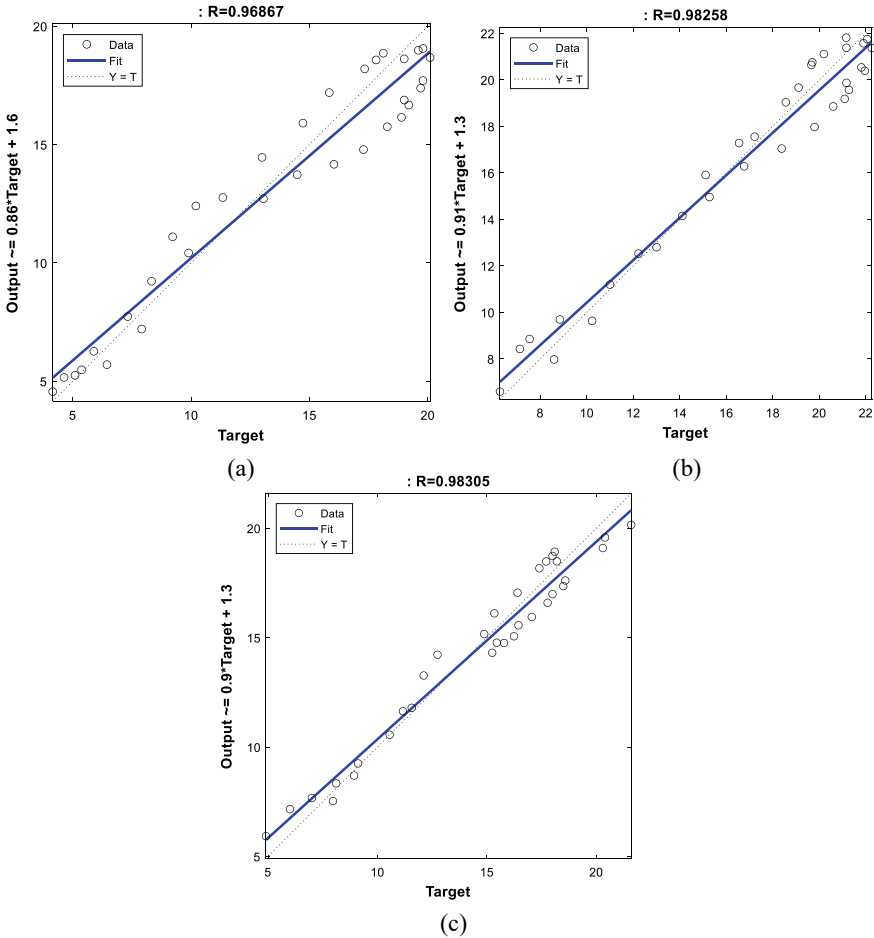 : R=0.96867
Output ~= 0.86*Target + 1.6
20
15
10
5
Data
Fit
Y = T
5 10 15 20
Target
(a)
: R=0.98258
Output ~= 0.91*Target + 1.3
22
20
18
16
14
12
10
8
Data
Fit
Y = T
8 10 12 14 16 18 20 22
Target
(b)
: R=0.98305
Output ~= 0.9*Target + 1.3
20
15
10
5
Data
Fit
Y = T
5 10 15 20
Target
(c)